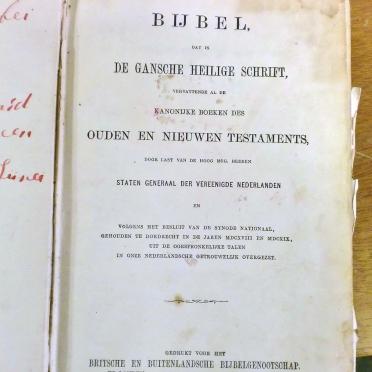 BIJBEL,
DAT IS
DE GANSCHE HEILIGE SCHRIFT,
VERVATTENDE AL DE
KANONIJKE BOEKEN DES
OUDEN EN NIEUWEN TESTAMENTS,
DOOR LAST VAN DE HOOG MOG. HEEREN
STATEN GENERAAL DER VEREENIGDE NEDERLANDEN
EN
VOLGENS HET BESLUIT VAN DE SYNODE NATIONAAL,
GEHOUDEN TE DORDRECHT IN DE JAREN MDCXVIII EN MDCXIX,
UIT DE OORSPRONKELIJKE TALEN
IN ONZE NEDERLANDSCHE GETROUWELIJK OVERGEZET.
GEDRUKT VOOR HET
BRITSCHE EN BUITENLANDSCHE BIJBELGENOOTSCHAP.